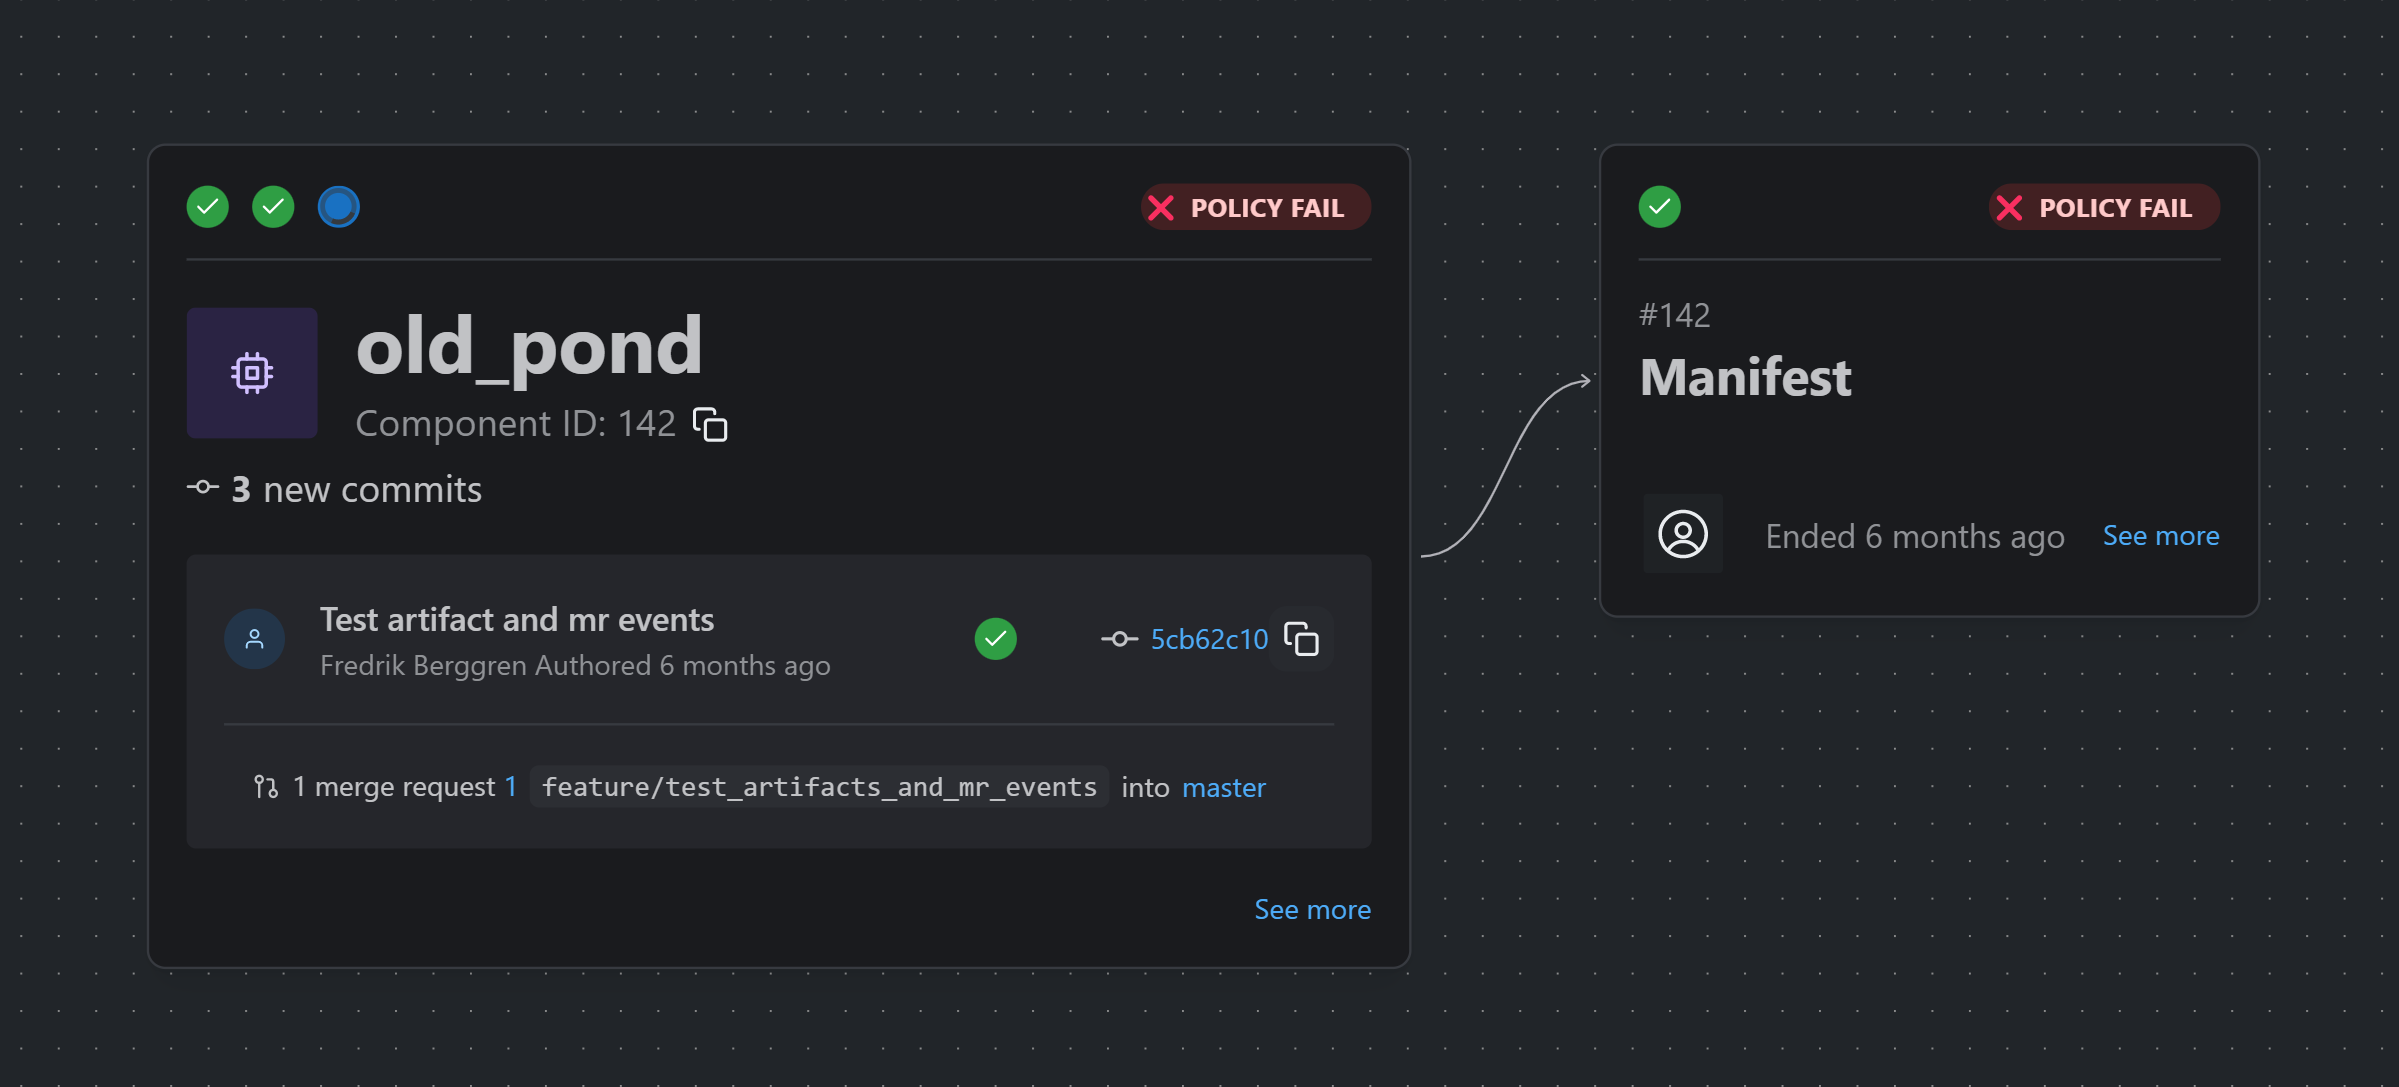 POLICY FAIL
old_pond
Component ID: 142
3 new commits
Test artifact and mr events
Fredrik Berggren Authored 6 months ago
5cb62c10
1 merge request 1 feature/test_artifacts_and_mr_events into master
See more
POLICY FAIL
#142
Manifest
Ended 6 months ago See more